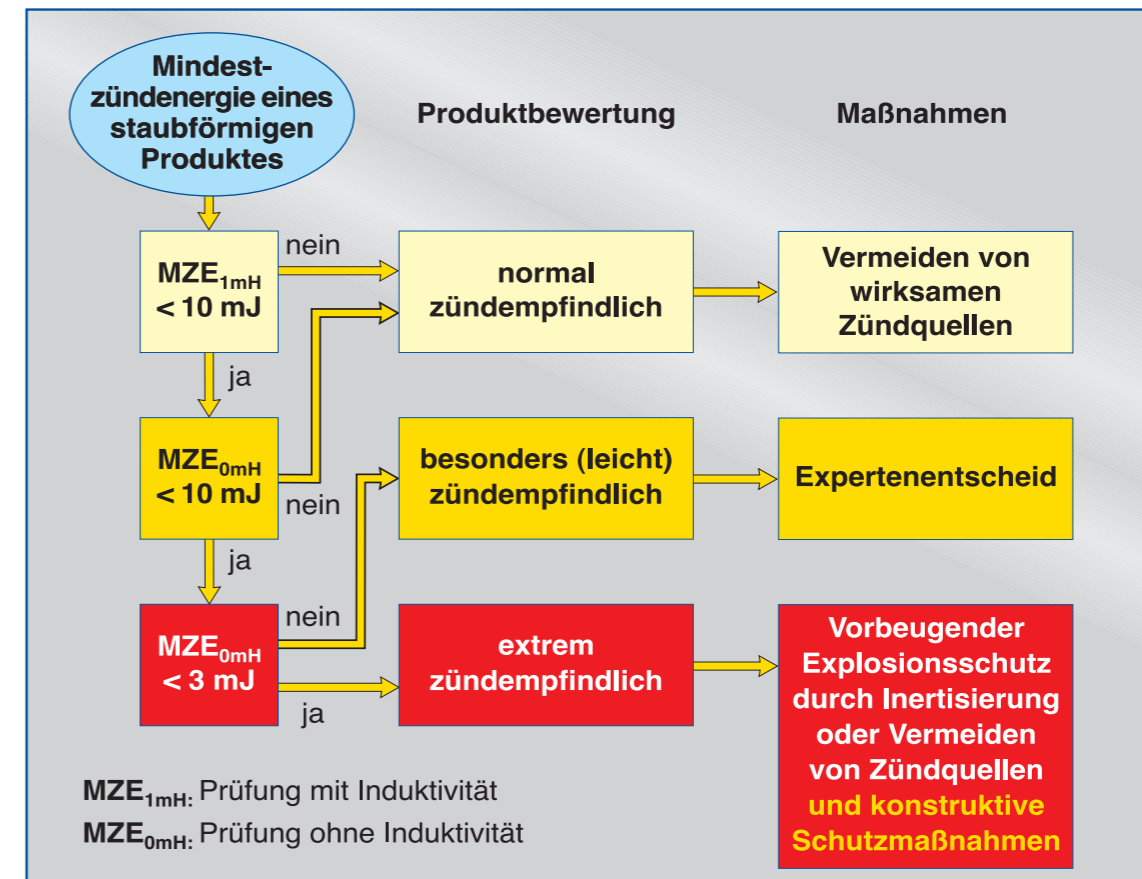 Mindest-
zündenergie eines
staubförmigen
Produktes
Produktbewertung
Maßnahmen
MZE1mH
< 10 mJ
nein
normal
zündempfindlich
Vermeiden von
wirksamen
Zündquellen
ja
MZE0mH
< 10 mJ
nein
besonders (leicht)
zündempfindlich
Expertenentscheid
ja
MZE0mH
< 3 mJ
nein
ja
extrem
zündempfindlich
Vorbeugender
Explosionsschutz
durch Inertisierung
oder Vermeiden
von Zündquellen
und konstruktive
Schutzmaßnahmen
MZE1mH: Prüfung mit Induktivität
MZE0mH: Prüfung ohne Induktivität